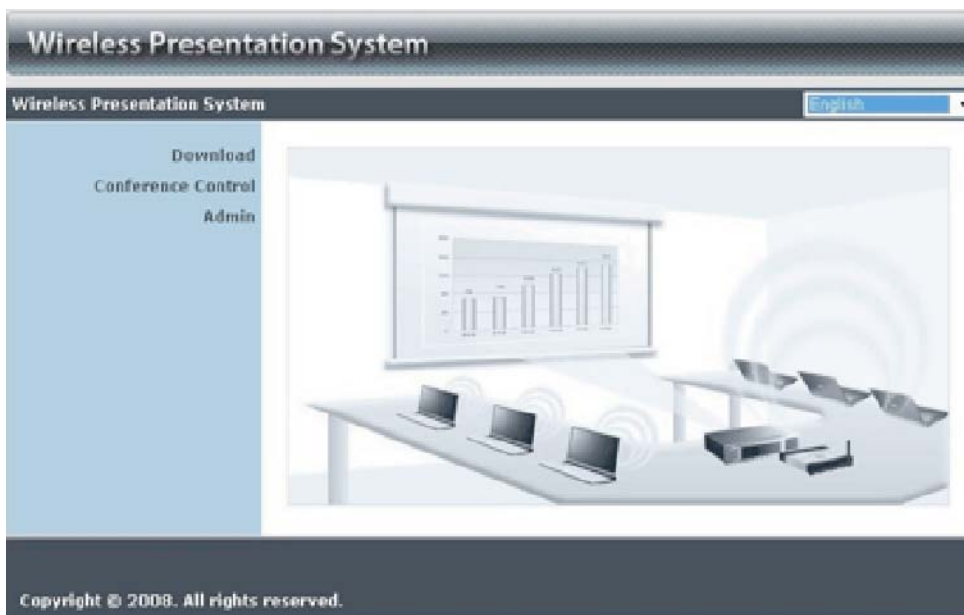 Wireless Presentation System
Wireless Presentation System
English
Download
Conference Control
Admin
Copyright © 2008. All rights reserved.